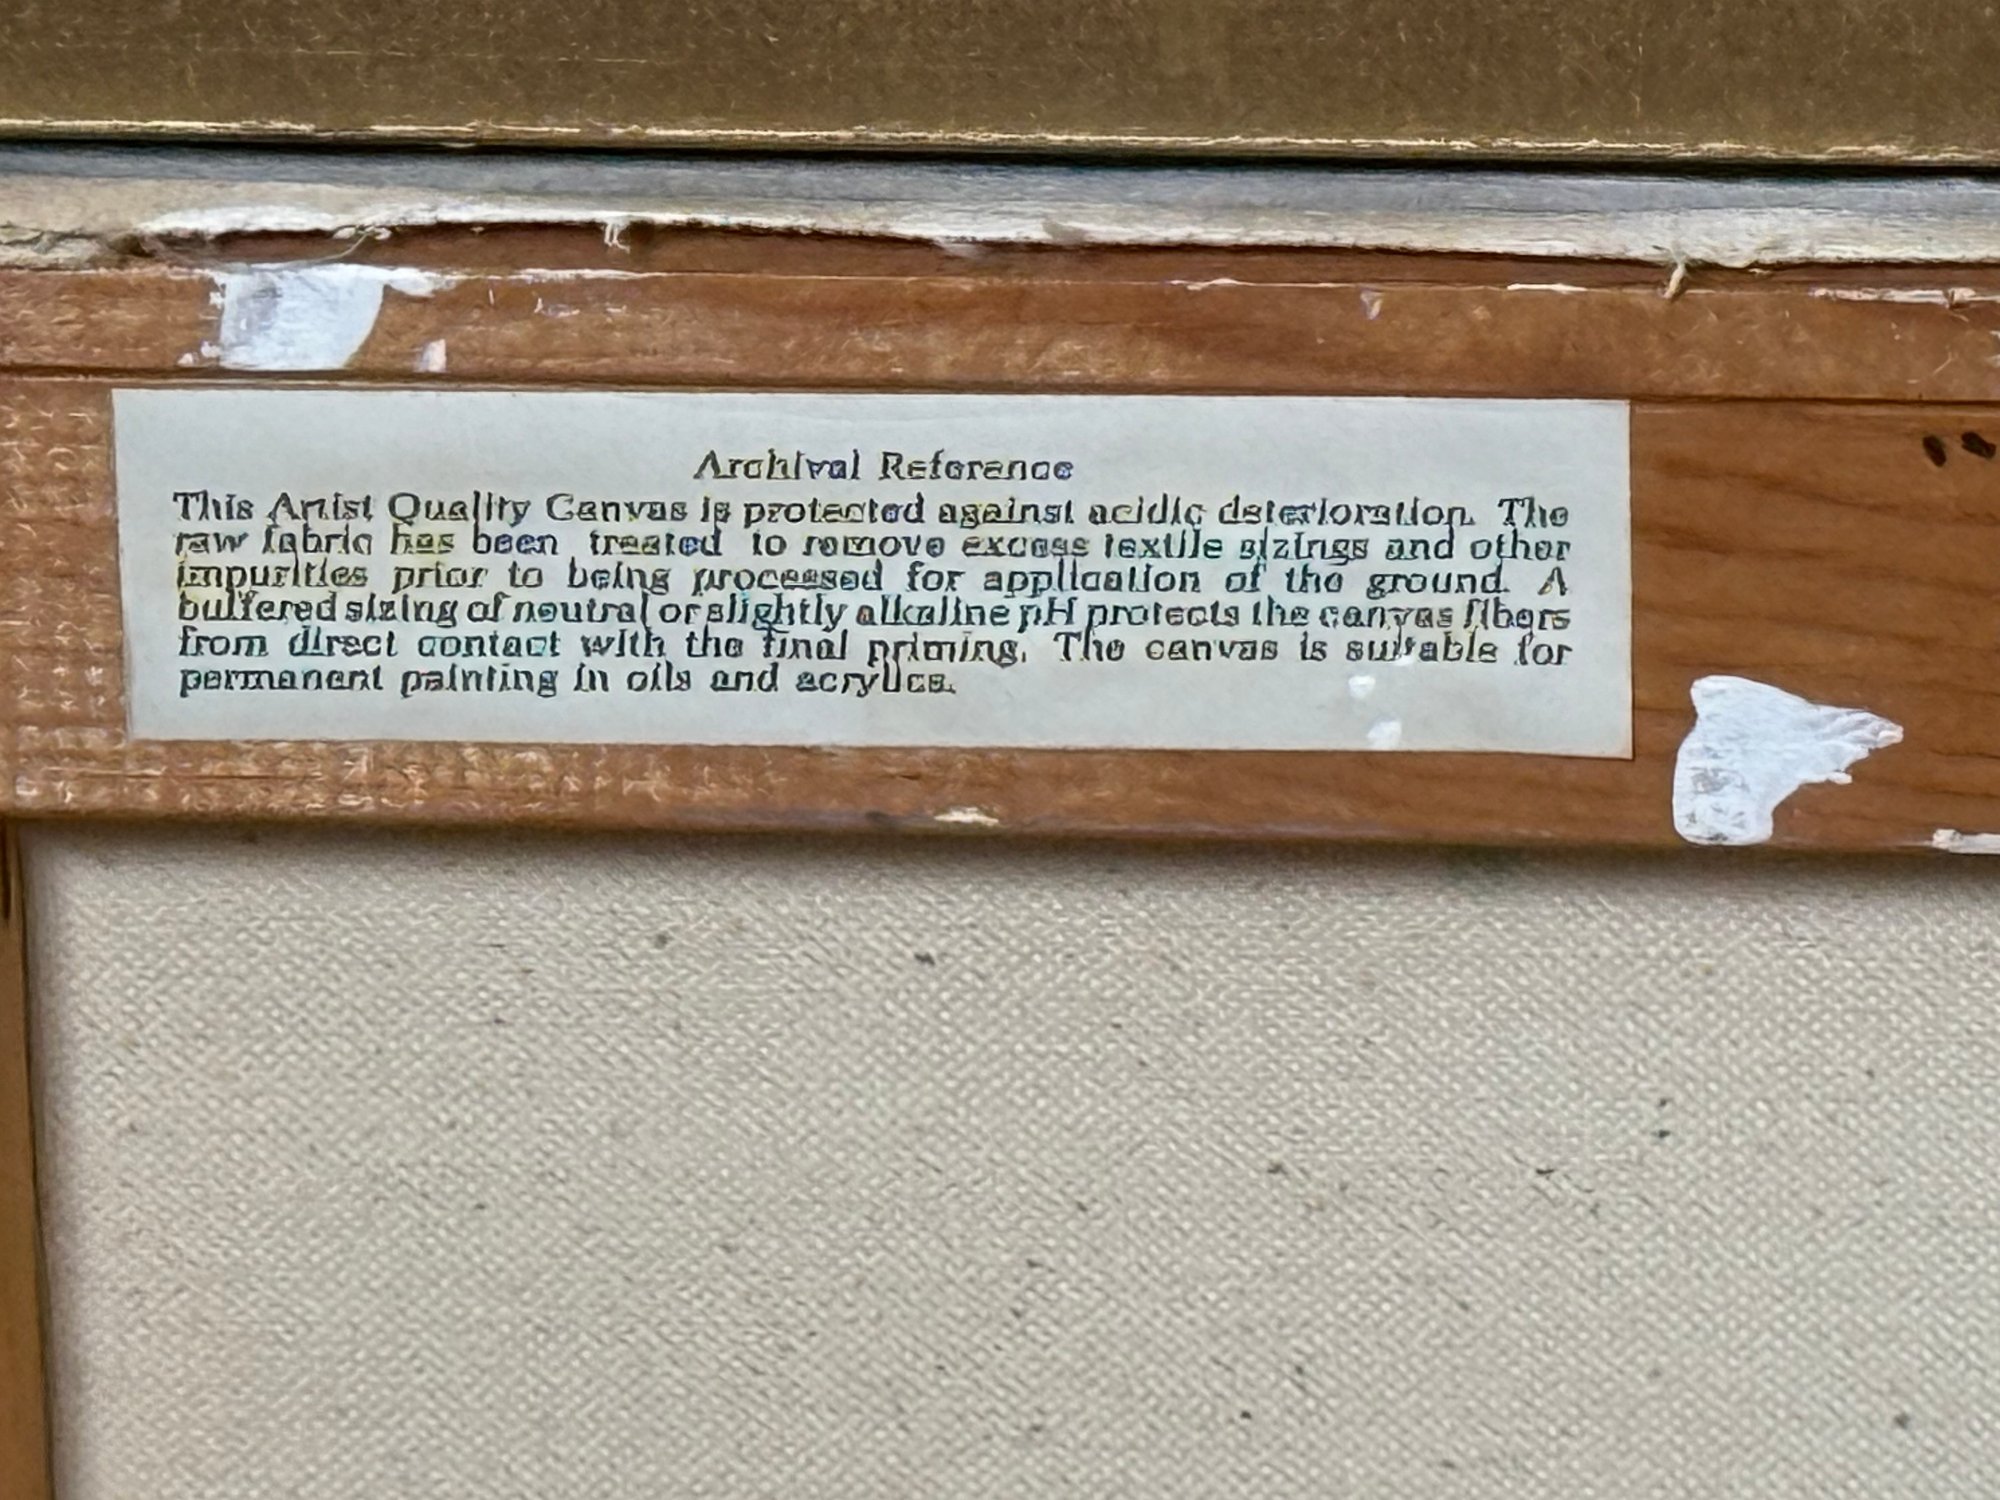 Archival Reference
This Artist Quality Canvas is protected against acidic deterioration. The
raw fabric has been treated to remove excess textile sizings and other
impurities prior to being processed for application of the ground. A
buffered sizing of neutral or slightly alkaline pH protects the canvas fibers
from direct contact with the final priming. The canvas is suitable for
permanent painting in oils and acrylics.